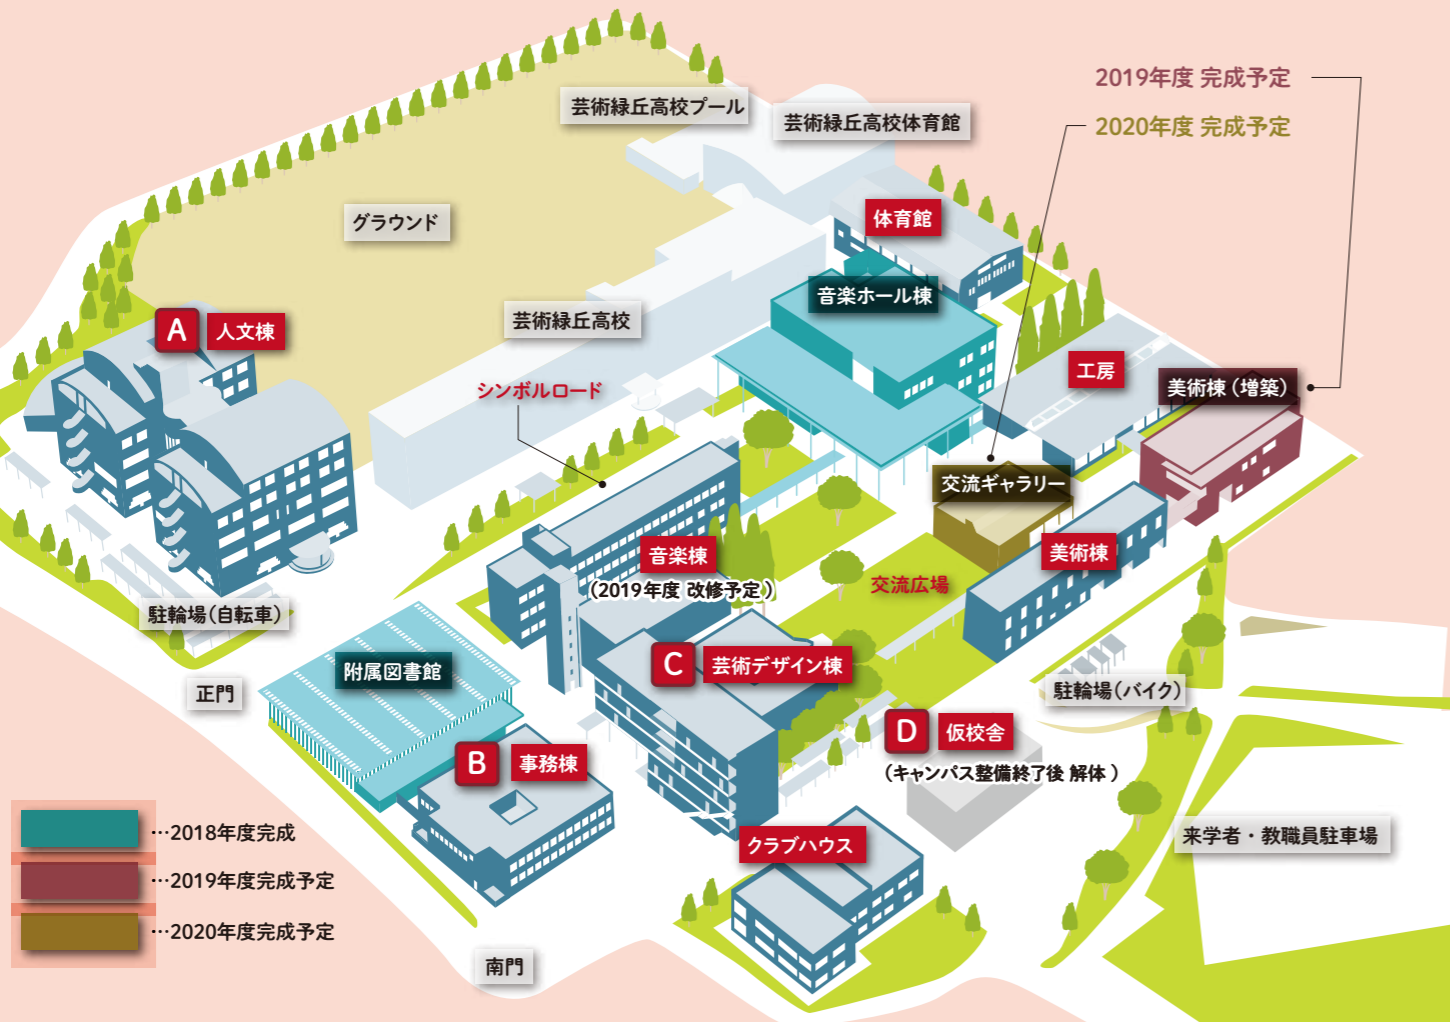 2019年度 完成予定
2020年度 完成予定
芸術緑丘高校プール
芸術緑丘高校体育館
グラウンド
体育館
音楽ホール棟
A 人文棟
芸術緑丘高校
シンボルロード
工房
美術棟（増築）
交流ギャラリー
音楽棟
（2019年度 改修予定）
美術棟
交流広場
駐輪場（自転車）
正門
附属図書館
C 芸術デザイン棟
駐輪場（バイク）
B 事務棟
D 仮校舎
（キャンパス整備終了後 解体）
クラブハウス
来学者・教職員駐車場
南門
…2018年度完成
…2019年度完成予定
…2020年度完成予定